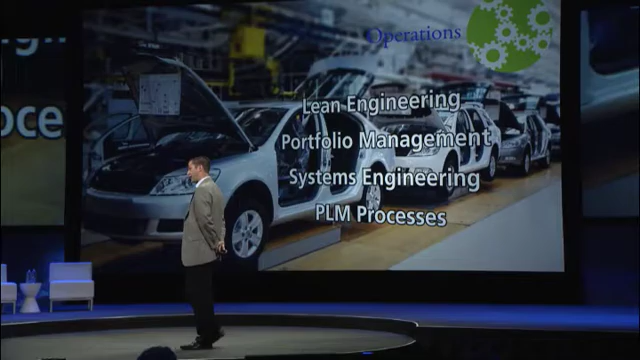 Operations
Lean Engineering
Portfolio Management
Systems Engineering
PLM Processes